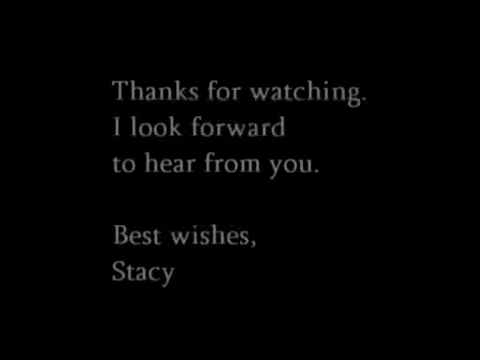 Thanks for watching.
I look forward
to hear from you.
Best wishes,
Stacy